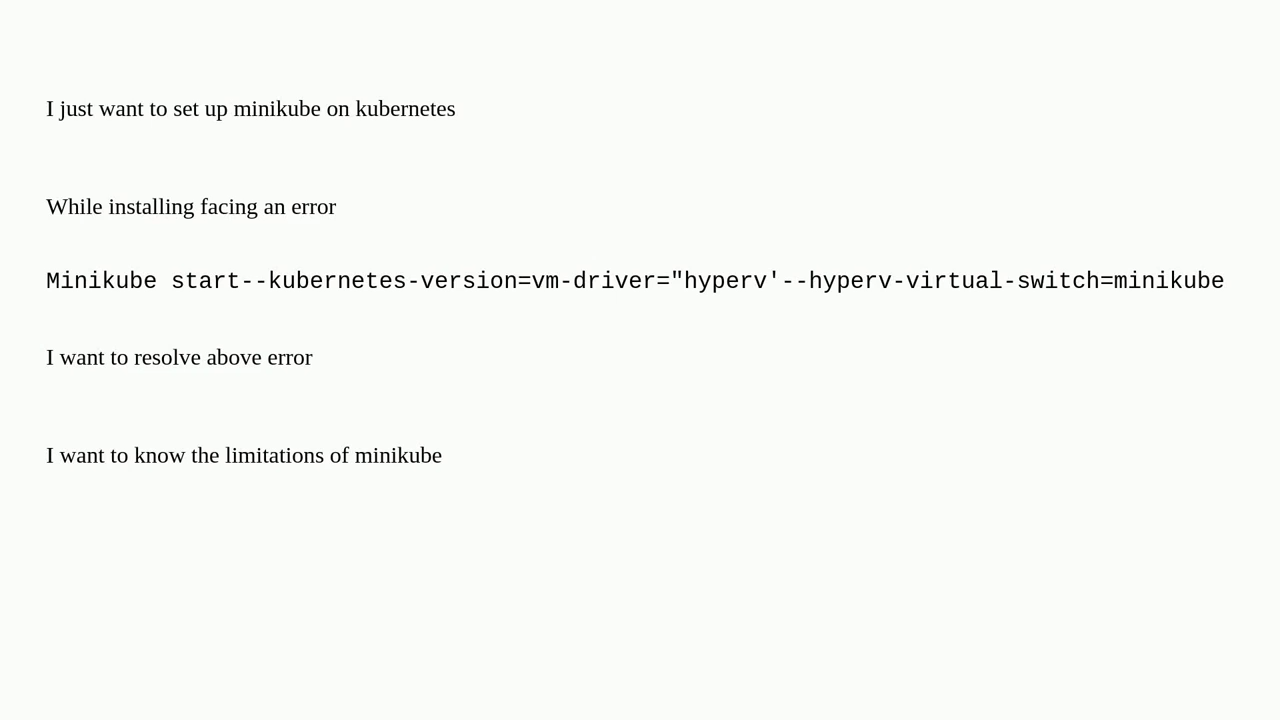 I just want to set up minikube on kubernetes
While installing facing an error
Minikube start--kubernetes-version=vm-driver="hyperv'--hyperv-virtual-switch=minikube
I want to resolve above error
I want to know the limitations of minikube